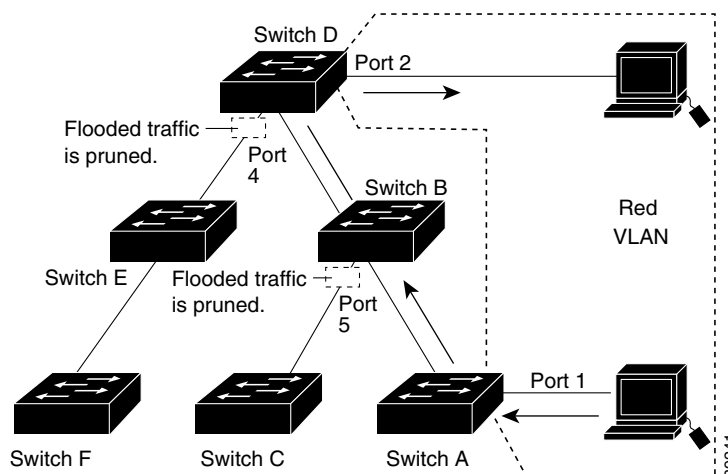 Switch D
Port 2
Flooded traffic
is pruned.
Port
4
Switch B
Red
VLAN
Switch E
Flooded traffic
is pruned.
Port
5
Port 1
Switch F
Switch C
Switch A